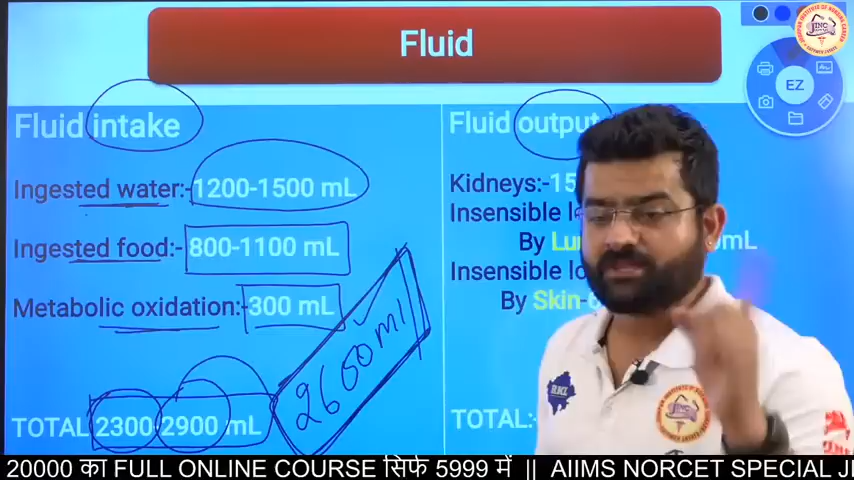 Fluid
JINC
EZ
Fluid intake
Ingested water:-1200-1500 mL
Ingested food:- 800-1100 mL
Metabolic oxidation:-300 mL
2600 ml
TOTAL 2300 2900 mL
Fluid output
Kidneys:-15
Insensible
By
mL
Insensible
By Skin-
TOTAL:-
RKL
20000 का FULL ONLINE COURSE सिर्फ 5999 में || AIIMS NORCET SPECIAL